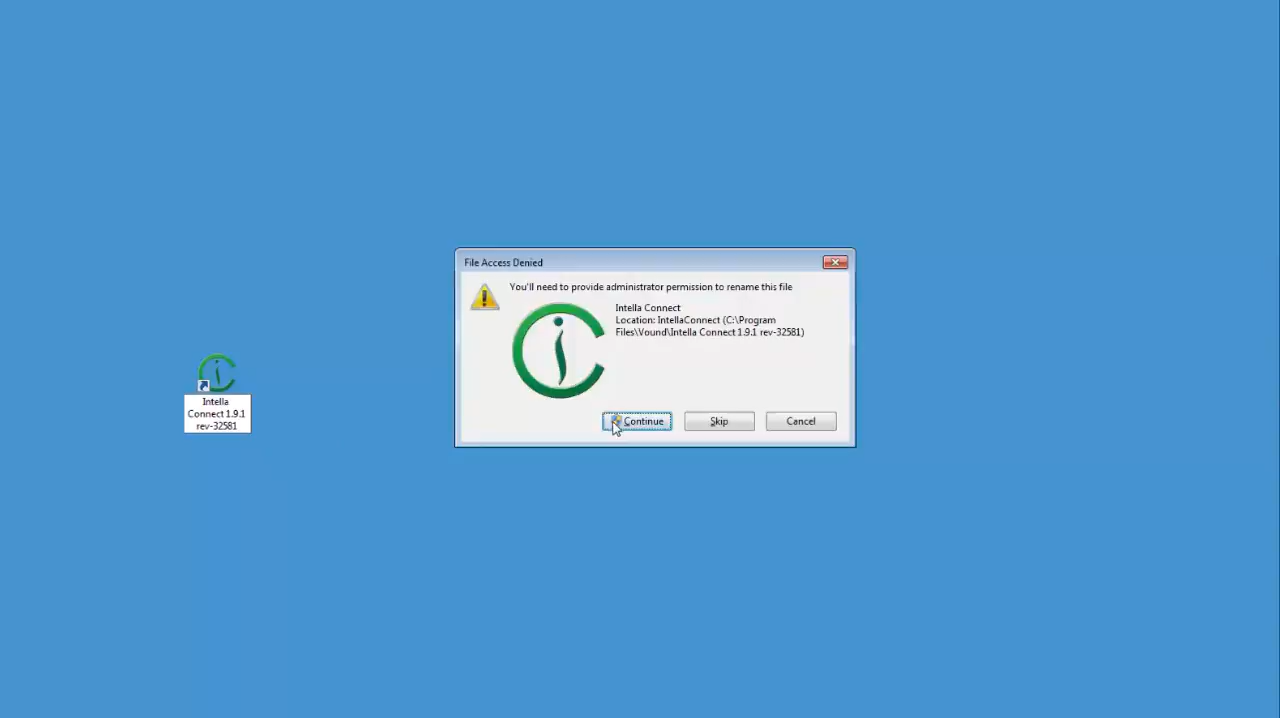 File Access Denied
You'll need to provide administrator permission to rename this file
Intella Connect
Location: IntellaConnect (C:\Program
Files\Vound\Intella Connect 1.9.1 rev-32581)
Intella
Connect 1.9.1
rev-32581
Continue
Skip
Cancel